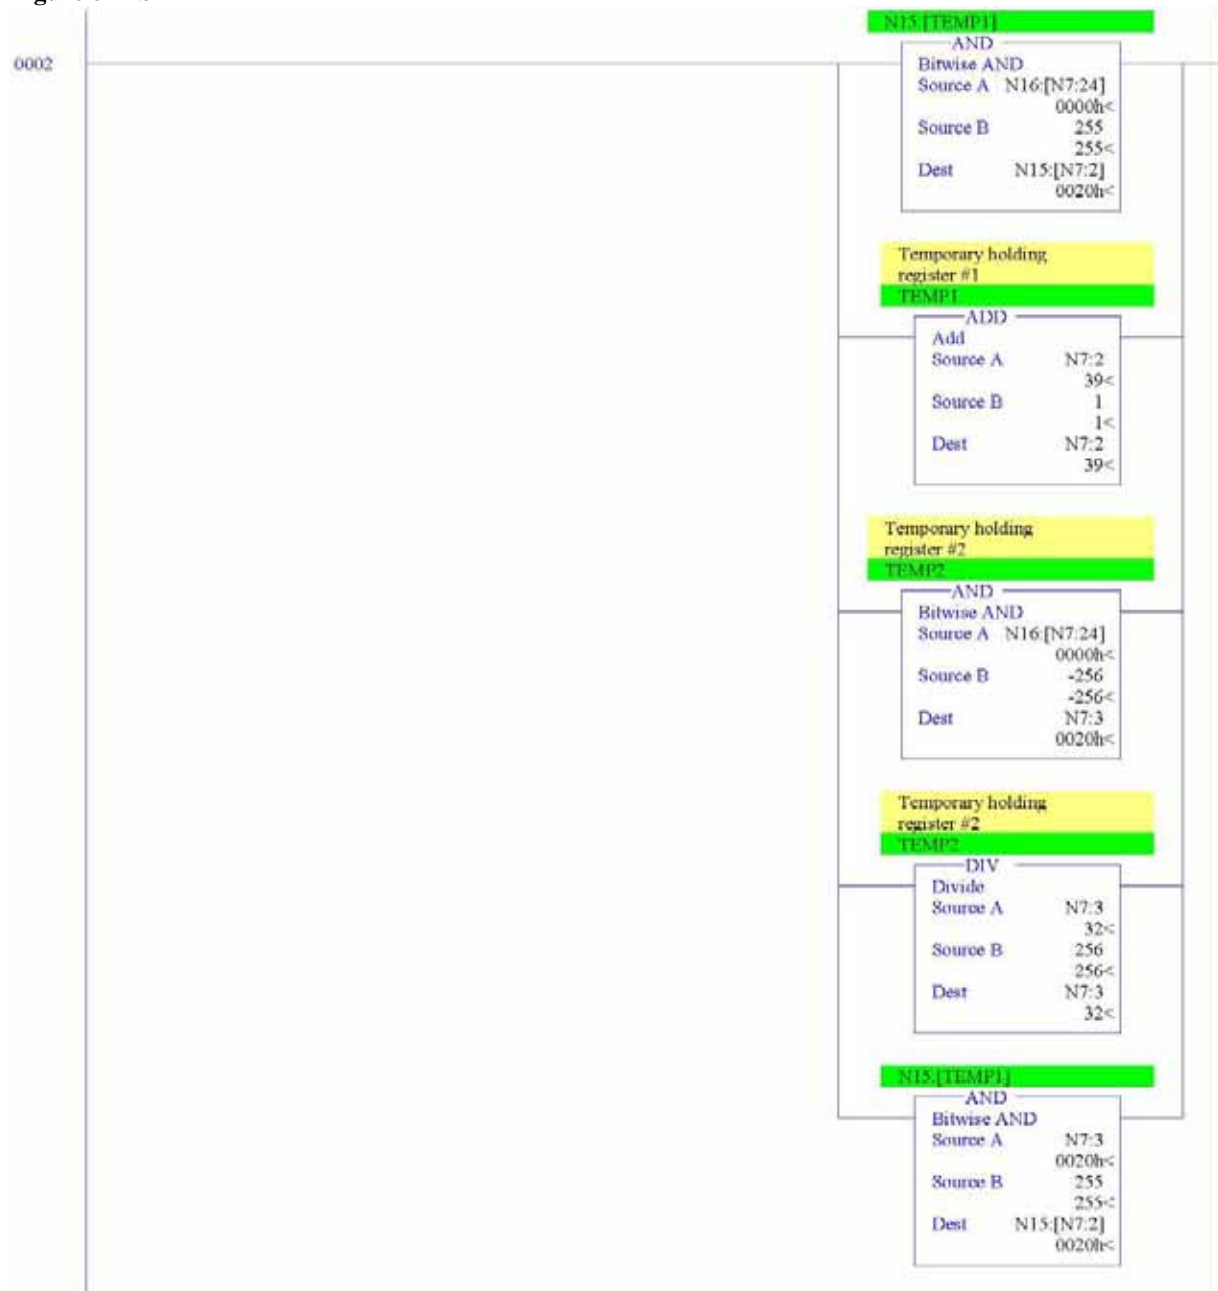 0002
N15:[TEMP1]
AND
Bitwise AND
Source A N16:[N7:24]
0000h<
Source B 255
255<
Dest N15:[N7:2]
0020h<
Temporary holding
register #1
TEMP1
ADD
Add
Source A N7:2
39<
Source B 1
1<
Dest N7:2
39<
Temporary holding
register #2
TEMP2
AND
Bitwise AND
Source A N16:[N7:24]
0000h<
Source B -256
-256<
Dest N7:3
0020h<
Temporary holding
register #2
TEMP2
DIV
Divide
Source A N7:3
32<
Source B 256
256<
Dest N7:3
32<
N15:[TEMP1]
AND
Bitwise AND
Source A N7:3
0020h<
Source B 255
255<
Dest N15:[N7:2]
0020h<